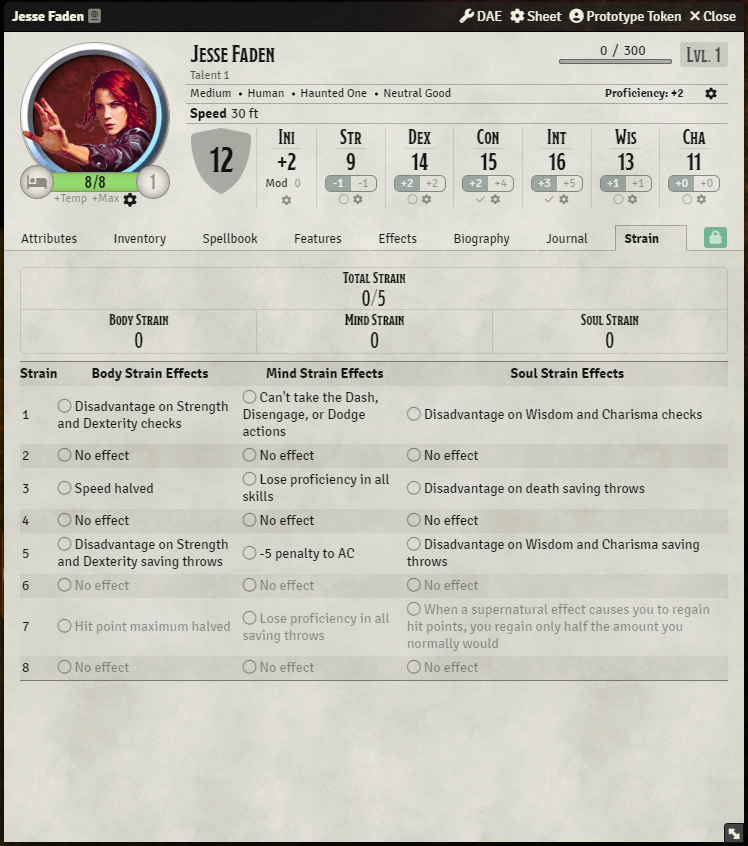 Jesse Faden DAE Sheet Prototype Token Close
Jesse Faden 0 / 300 Lvl. 1
Talent 1
Medium • Human • Haunted One • Neutral Good Proficiency: +2
Speed 30 ft
12 Ini Str Dex Con Int Wis Cha
+2 9 14 15 16 13 11
8/8 1 Mod 0 -1 -1 +2 +2 +2 +4 +3 +5 +1 +1 +0 +0
+Temp +Max
Attributes Inventory Spellbook Features Effects Biography Journal Strain
Total Strain
0/5
Body Strain Mind Strain Soul Strain
0 0 0
Strain Body Strain Effects Mind Strain Effects Soul Strain Effects
1 Disadvantage on Strength and Dexterity checks Can't take the Dash, Disengage, or Dodge actions Disadvantage on Wisdom and Charisma checks
2 No effect No effect No effect
3 Speed halved Lose proficiency in all skills Disadvantage on death saving throws
4 No effect No effect No effect
5 Disadvantage on Strength and Dexterity saving throws -5 penalty to AC Disadvantage on Wisdom and Charisma saving throws
6 No effect No effect No effect
7 Hit point maximum halved Lose proficiency in all saving throws When a supernatural effect causes you to regain hit points, you regain only half the amount you normally would
8 No effect No effect No effect